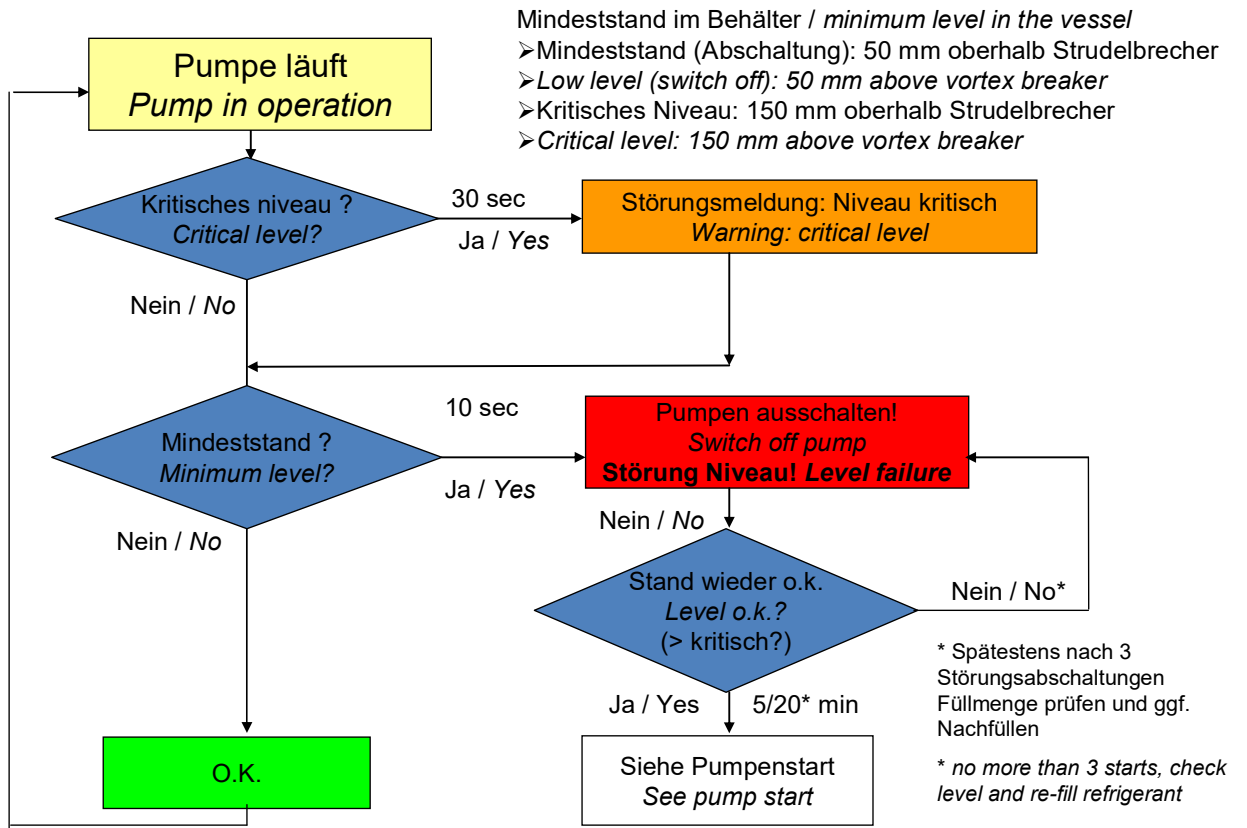 Mindeststand im Behälter / minimum level in the vessel
➢Mindeststand (Abschaltung): 50 mm oberhalb Strudelbrecher
➢Low level (switch off): 50 mm above vortex breaker
➢Kritisches Niveau: 150 mm oberhalb Strudelbrecher
➢Critical level: 150 mm above vortex breaker
Pumpe läuft
Pump in operation
Kritisches niveau ?
Critical level?
30 sec
Ja / Yes
Störungsmeldung: Niveau kritisch
Warning: critical level
Nein / No
Mindeststand ?
Minimum level?
10 sec
Ja / Yes
Pumpen ausschalten!
Switch off pump
Störung Niveau! Level failure
Nein / No
Nein / No
Stand wieder o.k.
Level o.k.?
(> kritisch?)
Nein / No*
Ja / Yes
5/20* min
* Spätestens nach 3
Störungsabschaltungen
Füllmenge prüfen und ggf.
Nachfüllen
* no more than 3 starts, check
level and re-fill refrigerant
O.K.
Siehe Pumpenstart
See pump start